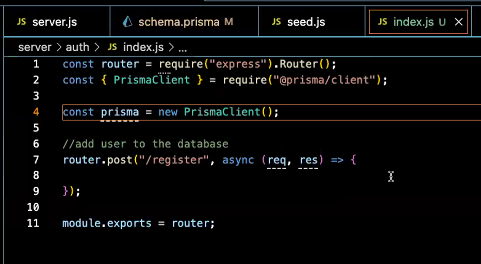 JS server.js schema.prisma M JS seed.js JS index.js U ×
server > auth > JS index.js > ...
1 const router = require("express").Router();
2 const { PrismaClient } = require("@prisma/client");
3
4 const prisma = new PrismaClient();
5
6 //add user to the database
7 router.post("/register", async (req, res) => {
8
9 });
10
11 module.exports = router;